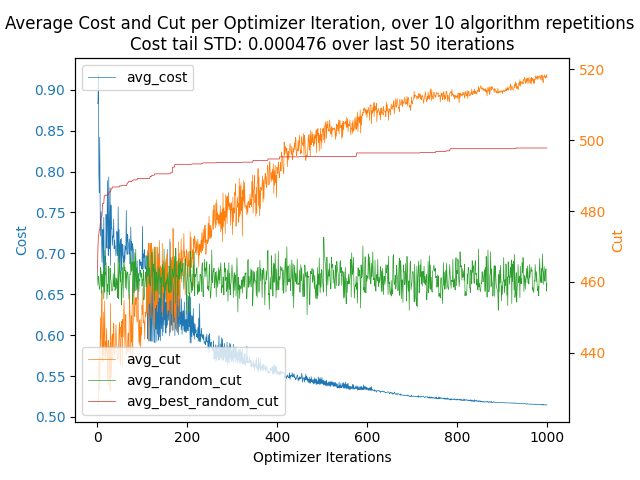 Average Cost and Cut per Optimizer Iteration, over 10 algorithm repetitions
Cost tail STD: 0.000476 over last 50 iterations
avg_cost
0.90
0.85
0.80
0.75
0.70
0.65
0.60
0.55
0.50
Cost
520
500
480
460
440
Cut
avg_cut
avg_random_cut
avg_best_random_cut
0 200 400 600 800 1000
Optimizer Iterations